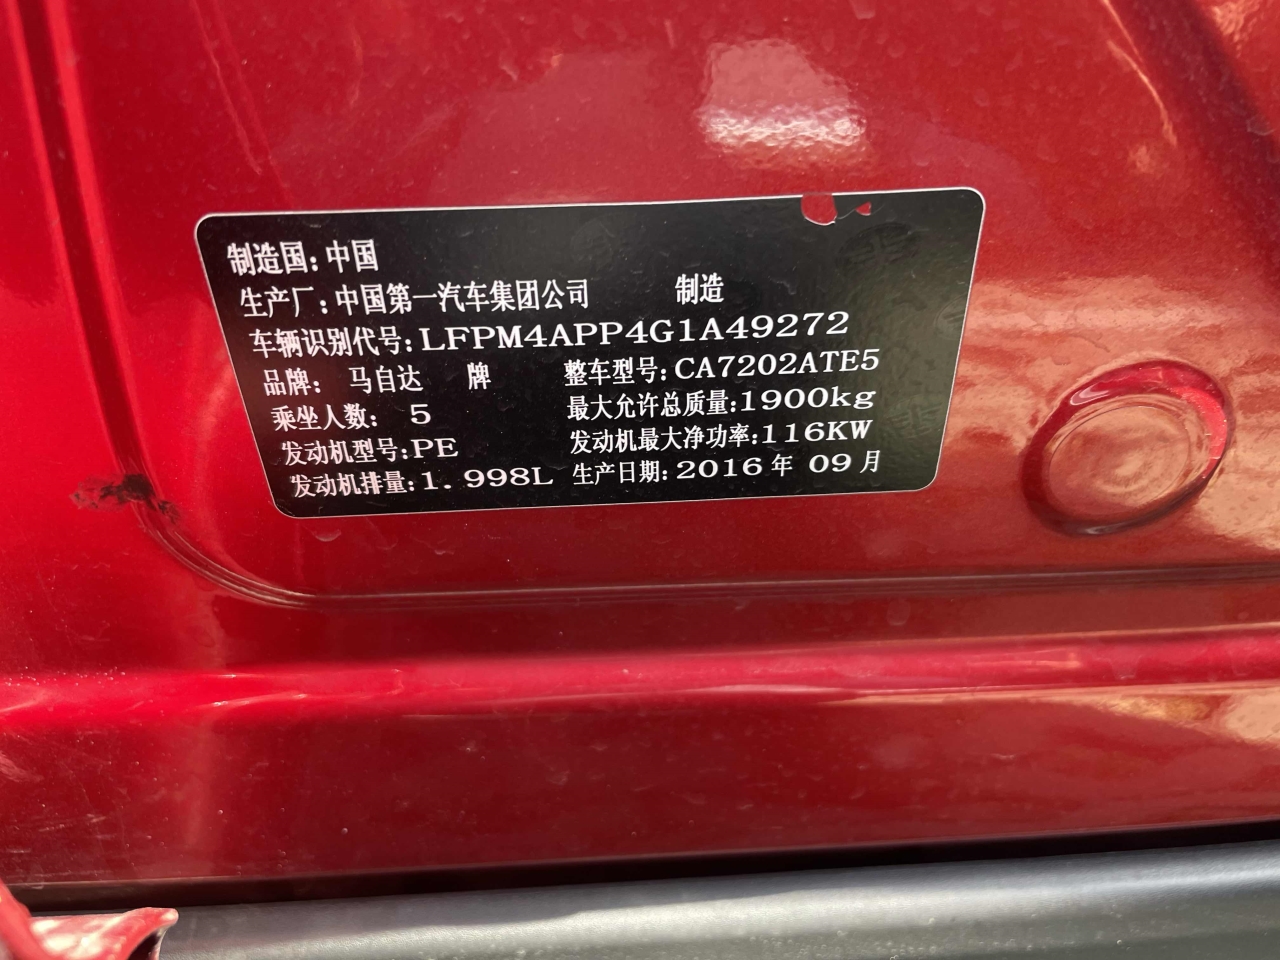 制造国: 中国
生产厂: 中国第一汽车集团公司 制造
车辆识别代号: LFPM4APP4G1A49272
品牌: 马自达 牌 整车型号: CA7202ATE5
乘坐人数: 5 最大允许总质量: 1900kg
发动机型号: PE 发动机最大净功率: 116KW
发动机排量: 1.998L 生产日期: 2016年09月